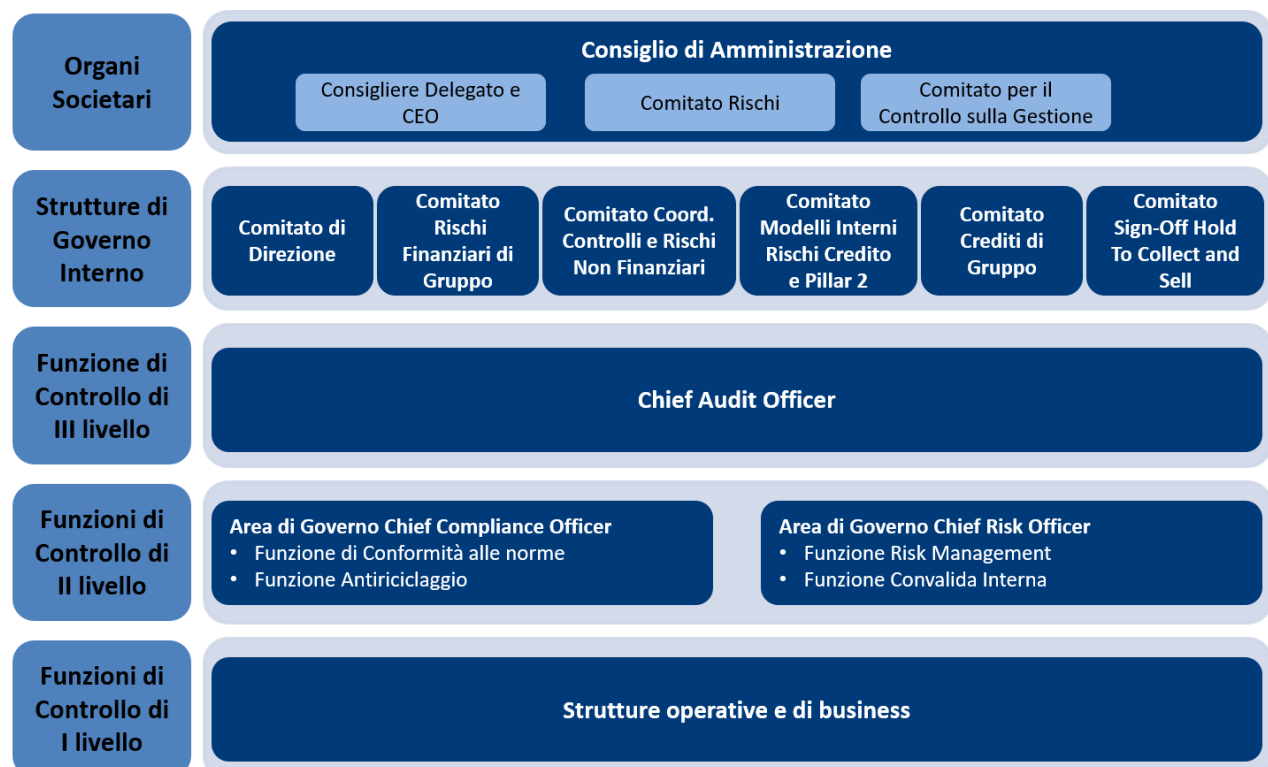 Organi
Societari
Consiglio di Amministrazione
Consigliere Delegato e
CEO
Comitato Rischi
Comitato per il
Controllo sulla Gestione
Strutture di
Governo
Interno
Comitato di
Direzione
Comitato
Rischi
Finanziari di
Gruppo
Comitato Coord.
Controlli e Rischi
Non Finanziari
Comitato
Modelli Interni
Rischi Credito
e Pillar 2
Comitato
Crediti di
Gruppo
Comitato
Sign-Off Hold
To Collect and
Sell
Funzione di
Controllo di
III livello
Chief Audit Officer
Funzioni di
Controllo di
II livello
Area di Governo Chief Compliance Officer
• Funzione di Conformità alle norme
• Funzione Antiriciclaggio
Area di Governo Chief Risk Officer
• Funzione Risk Management
• Funzione Convalida Interna
Funzioni di
Controllo di
I livello
Strutture operative e di business